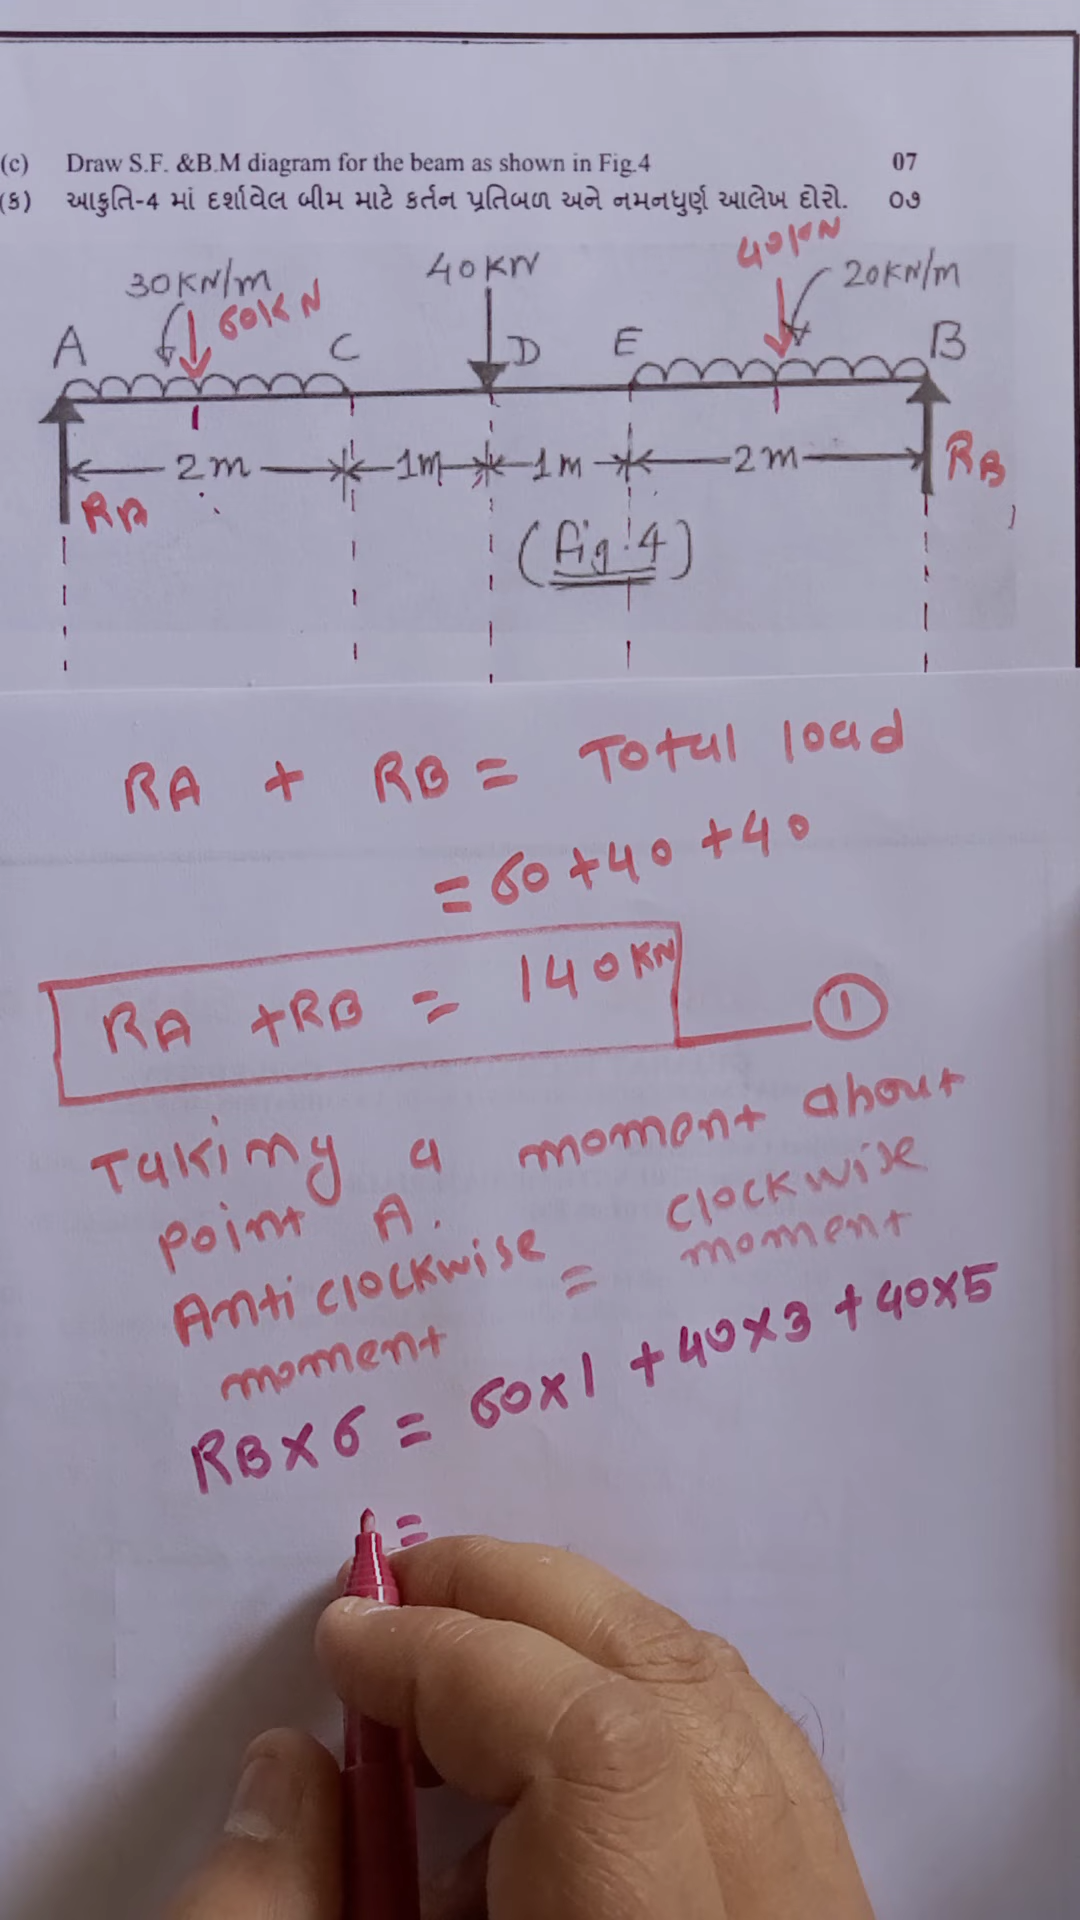 (c) Draw S.F. &B.M diagram for the beam as shown in Fig.4 07
(ક) આકૃતિ-4 માં દર્શાવેલ બીમ માટે કર્તન પ્રતિબળ અને નમનધુર્ણ આલેખ દોરો. ૦૭
40KN
30KN/m 60KN 40KN 20KN/m
A C D E B
2m 1m 1m 2m
RA RB
(fig.4)
RA + RB = Total load
= 60+40+40
RA +RB = 140KN 1
Taking a moment about
point A.
Anticlockwise moment = clockwise moment
RB×6 = 60×1 +40×3 +40×5
=